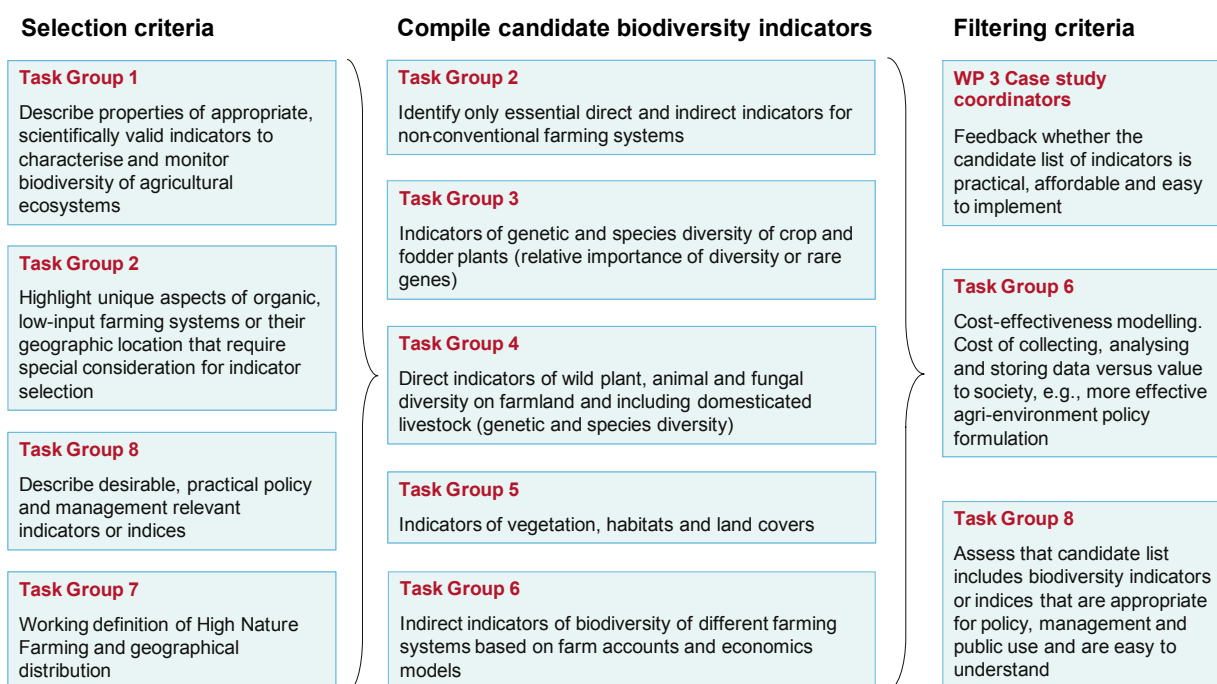 Selection criteria
Task Group 1
Describe properties of appropriate,
scientifically valid indicators to
characterise and monitor
biodiversity of agricultural
ecosystems
Task Group 2
Highlight unique aspects of organic,
low-input farming systems or their
geographic location that require
special consideration for indicator
selection
Task Group 8
Describe desirable, practical policy
and management relevant
indicators or indices
Task Group 7
Working definition of High Nature
Farming and geographical
distribution
Compile candidate biodiversity indicators
Task Group 2
Identify only essential direct and indirect indicators for
non-conventional farming systems
Task Group 3
Indicators of genetic and species diversity of crop and
fodder plants (relative importance of diversity or rare
genes)
Task Group 4
Direct indicators of wild plant, animal and fungal
diversity on farmland and including domesticated
livestock (genetic and species diversity)
Task Group 5
Indicators of vegetation, habitats and land covers
Task Group 6
Indirect indicators of biodiversity of different farming
systems based on farm accounts and economics
models
Filtering criteria
WP 3 Case study
coordinators
Feedback whether the
candidate list of indicators is
practical, affordable and easy
to implement
Task Group 6
Cost-effectiveness modelling.
Cost of collecting, analysing
and storing data versus value
to society, e.g., more effective
agri-environment policy
formulation
Task Group 8
Assess that candidate list
includes biodiversity indicators
or indices that are appropriate
for policy, management and
public use and are easy to
understand